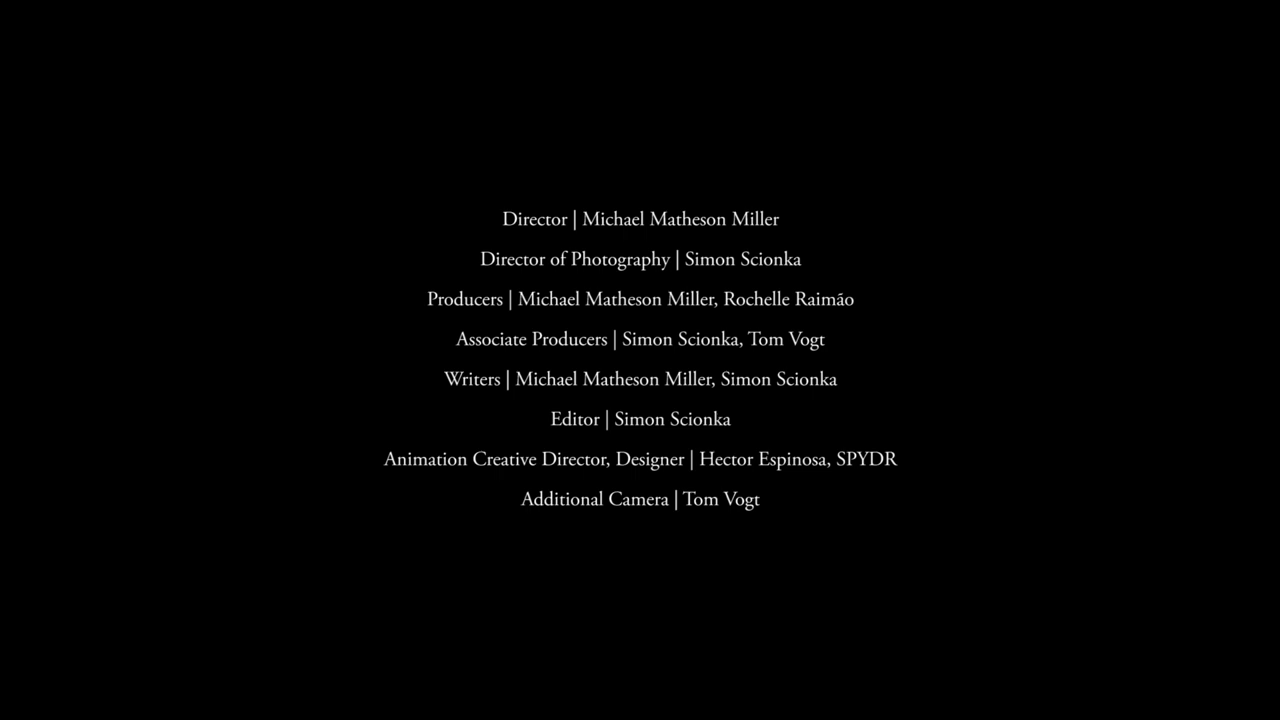 Director | Michael Matheson Miller
Director of Photography | Simon Scionka
Producers | Michael Matheson Miller, Rochelle Raimão
Associate Producers | Simon Scionka, Tom Vogt
Writers | Michael Matheson Miller, Simon Scionka
Editor | Simon Scionka
Animation Creative Director, Designer | Hector Espinosa, SPYDR
Additional Camera | Tom Vogt